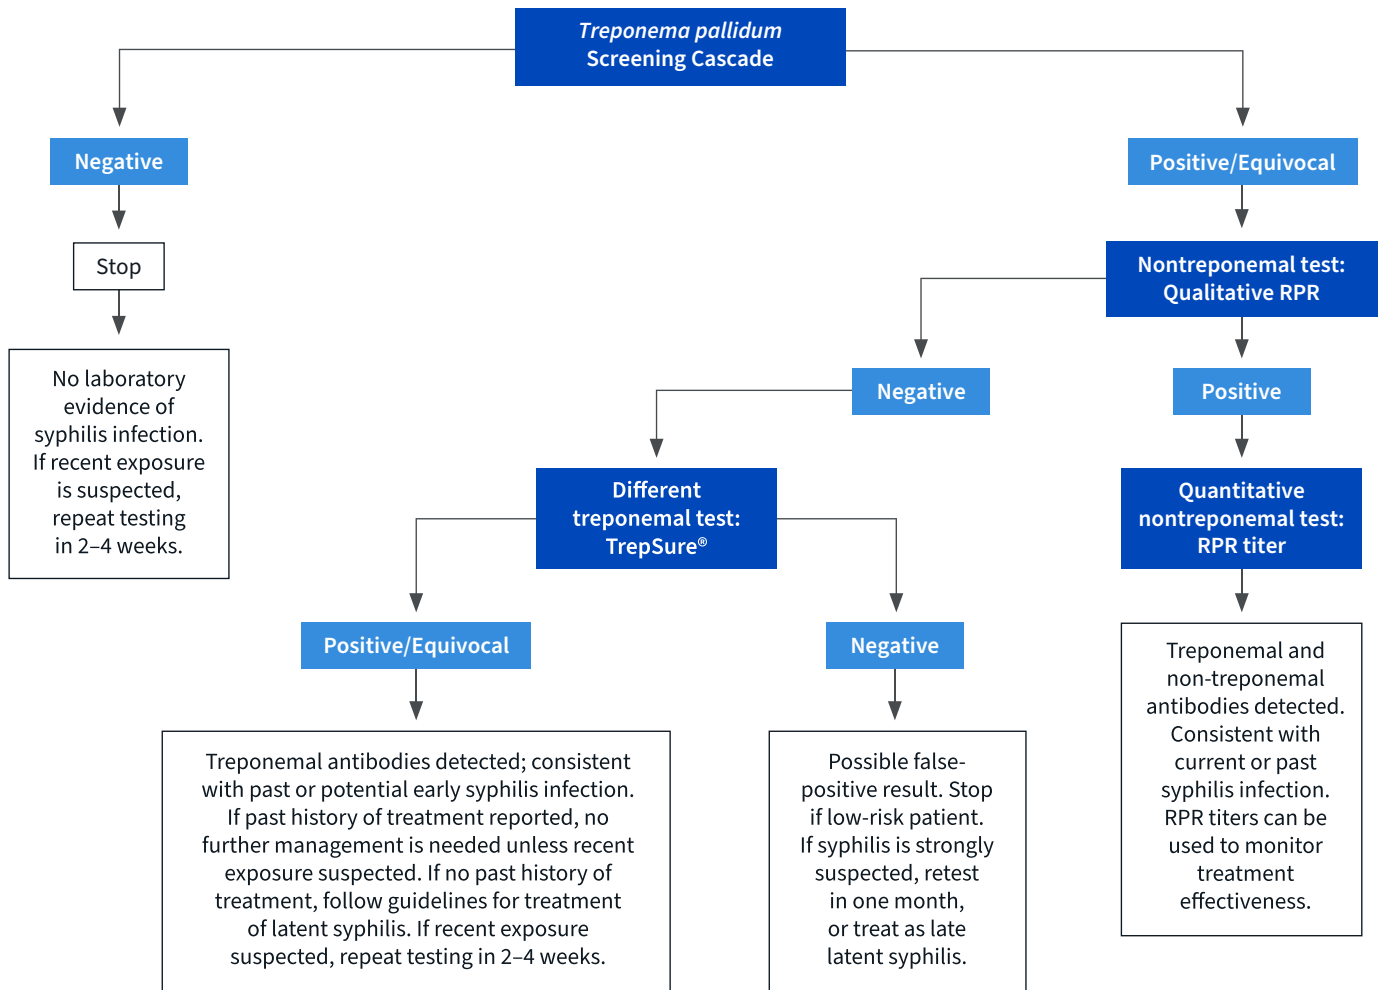 Treponema pallidum
Screening Cascade
Negative
Positive/Equivocal
Stop
Nontreponemal test:
Qualitative RPR
No laboratory
evidence of
syphilis infection.
If recent exposure
is suspected,
repeat testing
in 2–4 weeks.
Negative
Positive
Different
treponemal test:
TrepSure®
Quantitative
nontreponemal test:
RPR titer
Positive/Equivocal
Negative
Treponemal antibodies detected; consistent
with past or potential early syphilis infection.
If past history of treatment reported, no
further management is needed unless recent
exposure suspected. If no past history of
treatment, follow guidelines for treatment
of latent syphilis. If recent exposure
suspected, repeat testing in 2–4 weeks.
Possible false-
positive result. Stop
if low-risk patient.
If syphilis is strongly
suspected, retest
in one month,
or treat as late
latent syphilis.
Treponemal and
non-treponemal
antibodies detected.
Consistent with
current or past
syphilis infection.
RPR titers can be
used to monitor
treatment
effectiveness.